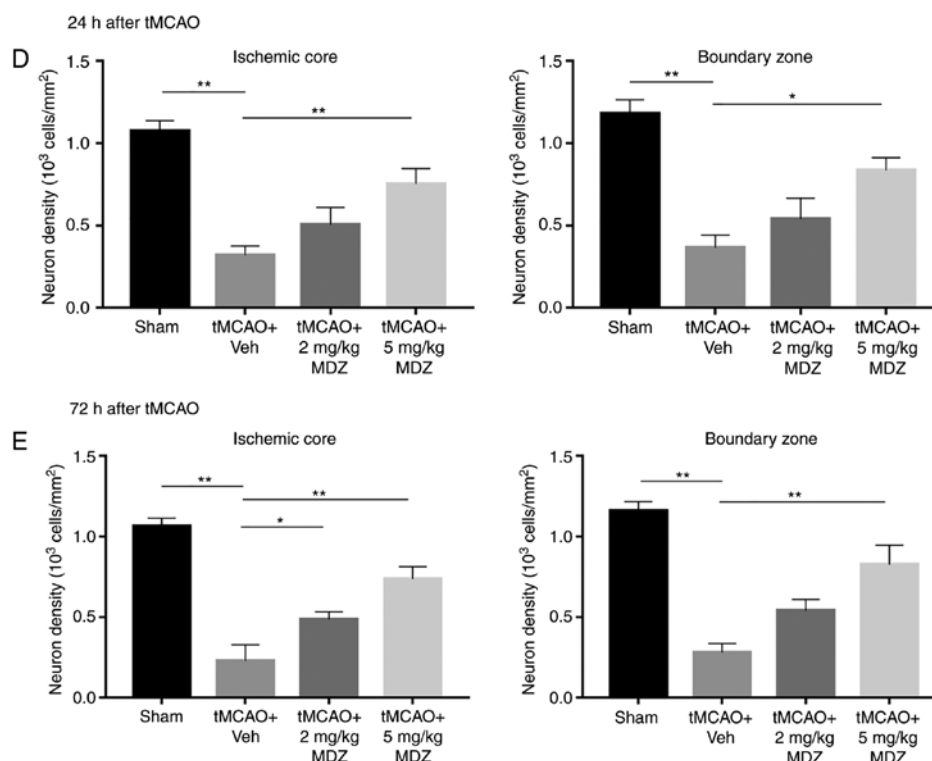 24 h after tMCAO
D
Ischemic core
Neuron density (10³ cells/mm²)
1.5
1.0
0.5
0.0
**
**
Sham
tMCAO+
Veh
tMCAO+
2 mg/kg
MDZ
tMCAO+
5 mg/kg
MDZ
Boundary zone
Neuron density (10³ cells/mm²)
1.5
1.0
0.5
0.0
**
*
Sham
tMCAO+
Veh
tMCAO+
2 mg/kg
MDZ
tMCAO+
5 mg/kg
MDZ
72 h after tMCAO
E
Ischemic core
Neuron density (10³ cells/mm²)
1.5
1.0
0.5
0.0
**
**
*
Sham
tMCAO+
Veh
tMCAO+
2 mg/kg
MDZ
tMCAO+
5 mg/kg
MDZ
Boundary zone
Neuron density (10³ cells/mm²)
1.5
1.0
0.5
0.0
**
**
Sham
tMCAO+
Veh
tMCAO+
2 mg/kg
MDZ
tMCAO+
5 mg/kg
MDZ